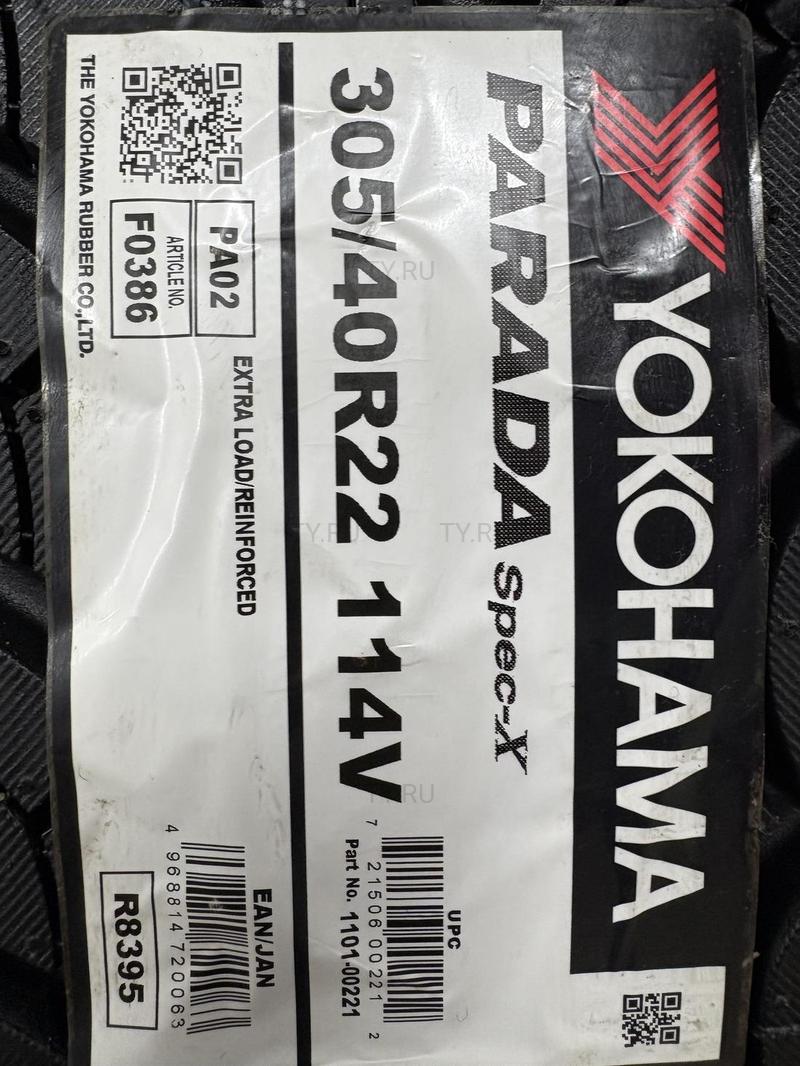 YOKOHAMA
PARADA Spec-X
305/40R22 114V
UPC
7 21506 00221 2
Part No. 1101-00221
EXTRA LOAD/REINFORCED
PA02
ARTICLE NO.
F0386
EAN/JAN
4 968814 720063
R8395
THE YOKOHAMA RUBBER CO.,LTD.
TY.RU
TY.RU
TY.RU
TY.RU